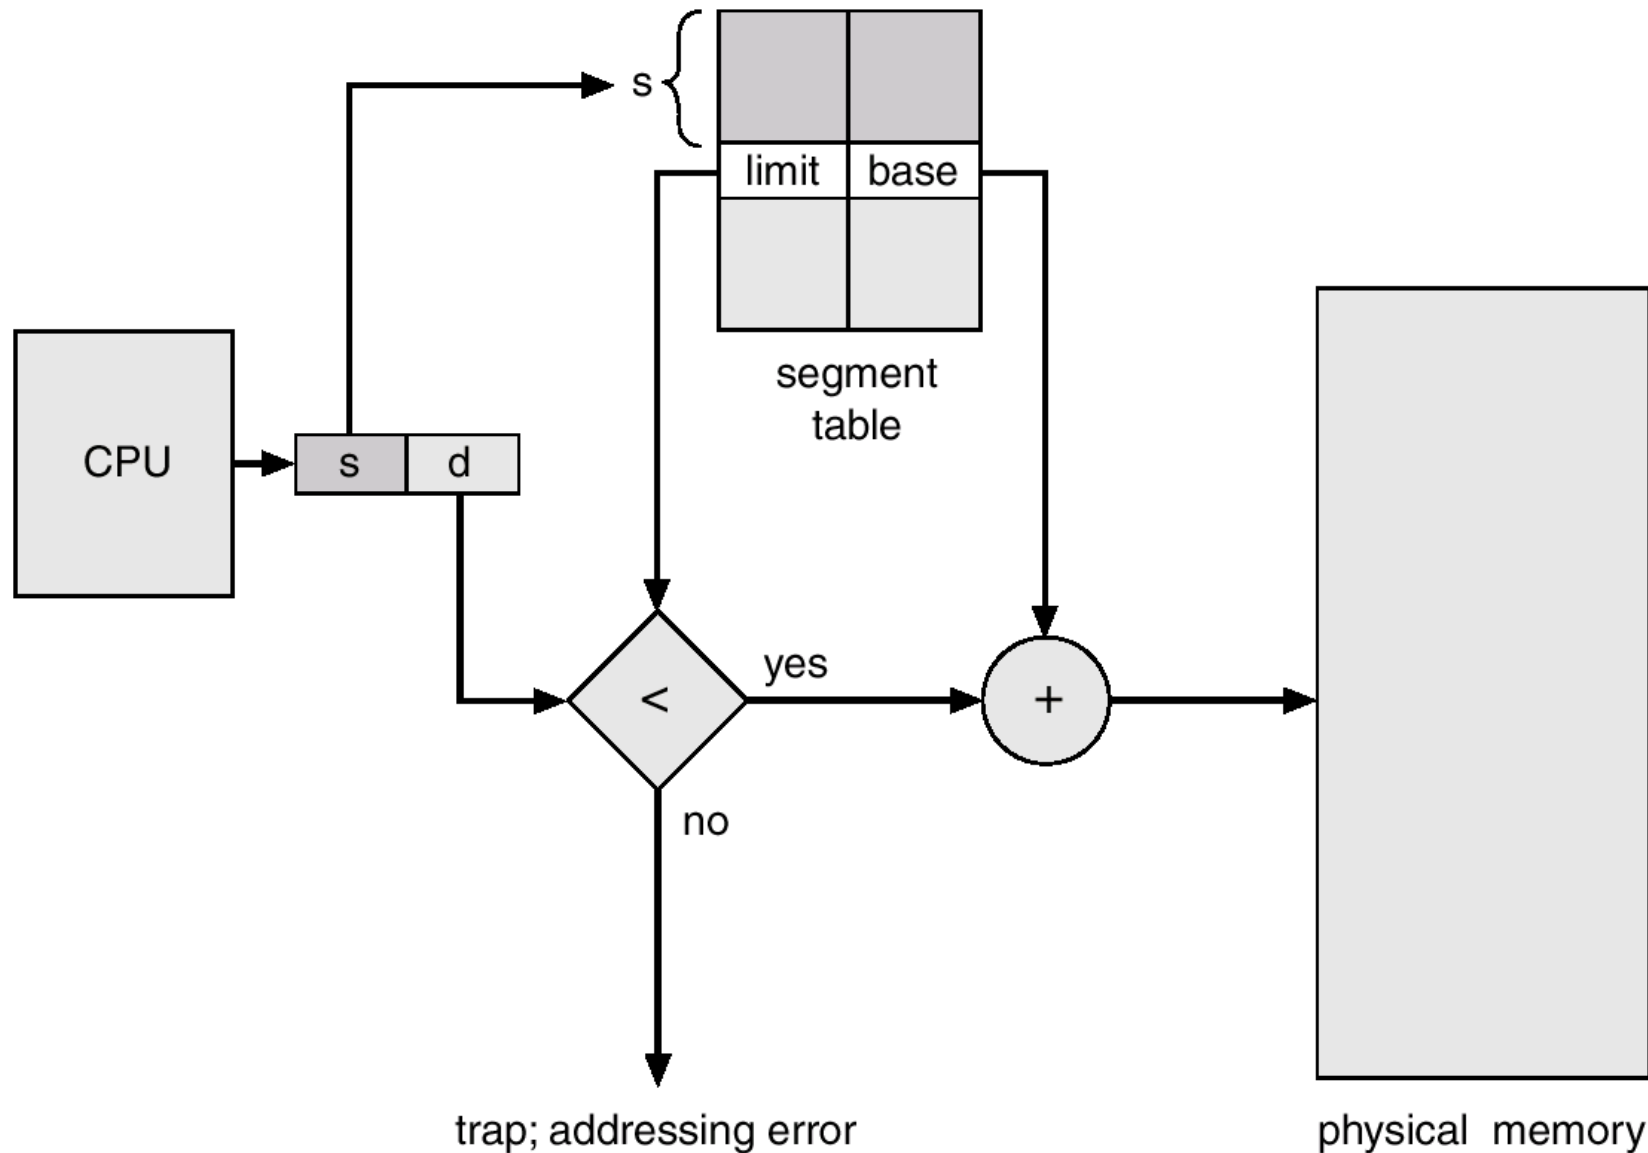 s
limit
base
segment
table
CPU
s
d
<
yes
+
no
trap; addressing error
physical memory